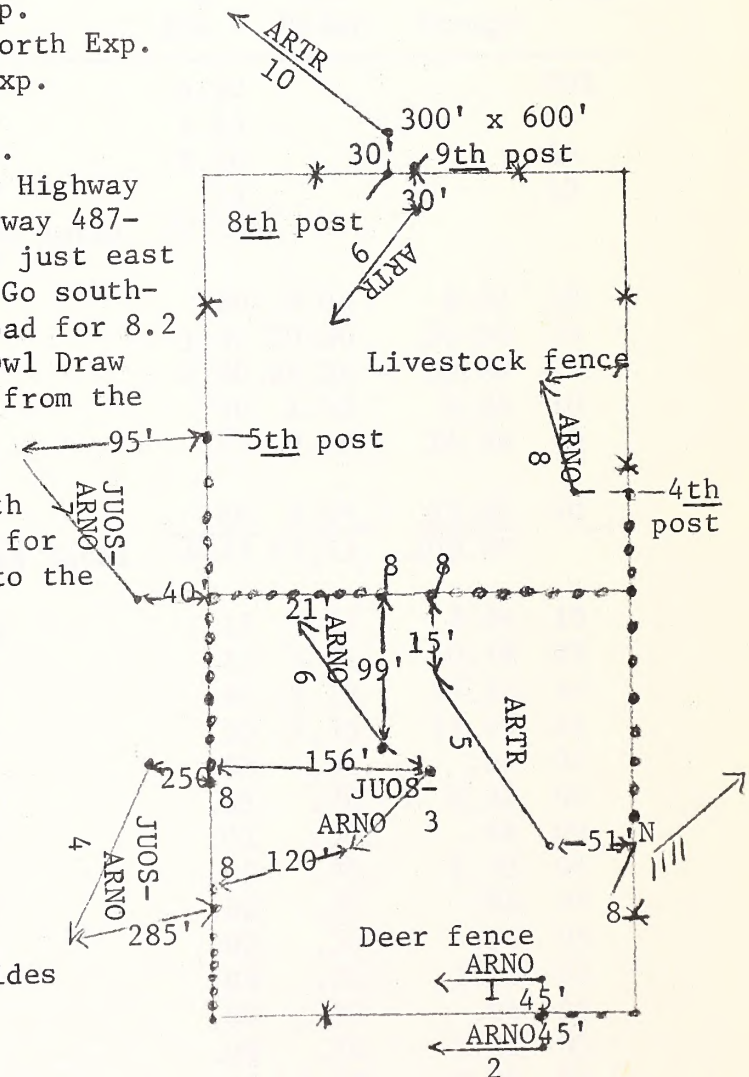 p.
orth Exp.
xp.
.
Highway
way 487-
just east
Go south-
ad for 8.2
Owl Draw
from the
th
for
to the
ides
ARTR
10
300' x 600'
30'
9th post
8th post
30'
9
ARTR
Livestock fence
ARNO
8
95'
5th post
4th
post
JUOS-
ARNO
7
40
8
8
21'
ARNO
6
99'
15'
ARTR
5
156'
250
8
JUOS-
ARNO
3
JUOS-
ARNO
4
8
120'
51'
N
8
285'
Deer fence
ARNO
1
45'
ARNO
45'
2